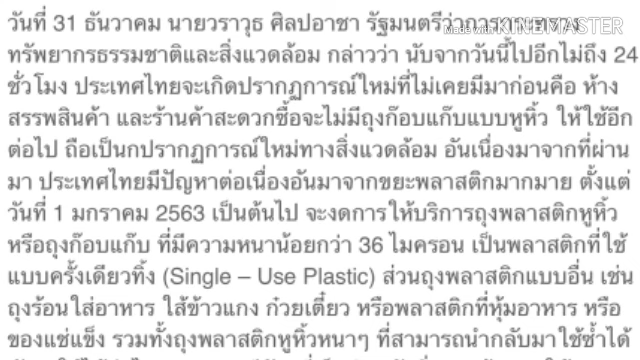 วันที่ 31 ธันวาคม นายวราวุธ ศิลปอาชา รัฐมนตรีว่าการกระทรวง
Made with KINEMASTER
ทรัพยากรธรรมชาติและสิ่งแวดล้อม กล่าวว่า นับจากวันนี้ไปอีกไม่ถึง 24
ชั่วโมง ประเทศไทยจะเกิดปรากฏการณ์ใหม่ที่ไม่เคยมีมาก่อนคือ ห้าง
สรรพสินค้า และร้านค้าสะดวกซื้อจะไม่มีถุงก๊อบแก๊บแบบหูหิ้ว ให้ใช้อีก
ต่อไป ถือเป็นกปรากฏการณ์ใหม่ทางสิ่งแวดล้อม อันเนื่องมาจากที่ผ่าน
มา ประเทศไทยมีปัญหาต่อเนื่องอันมาจากขยะพลาสติกมากมาย ตั้งแต่
วันที่ 1 มกราคม 2563 เป็นต้นไป จะงดการให้บริการถุงพลาสติกหูหิ้ว
หรือถุงก๊อบแก๊บ ที่มีความหนาน้อยกว่า 36 ไมครอน เป็นพลาสติกที่ใช้
แบบครั้งเดียวทิ้ง (Single – Use Plastic) ส่วนถุงพลาสติกแบบอื่น เช่น
ถุงร้อนใส่อาหาร ใส้ข้าวแกง ก๋วยเตี๋ยว หรือพลาสติกที่หุ้มอาหาร หรือ
ของแช่แข็ง รวมทั้งถุงพลาสติกหูหิ้วหนาๆ ที่สามารถนำกลับมาใช้ซ้ำได้